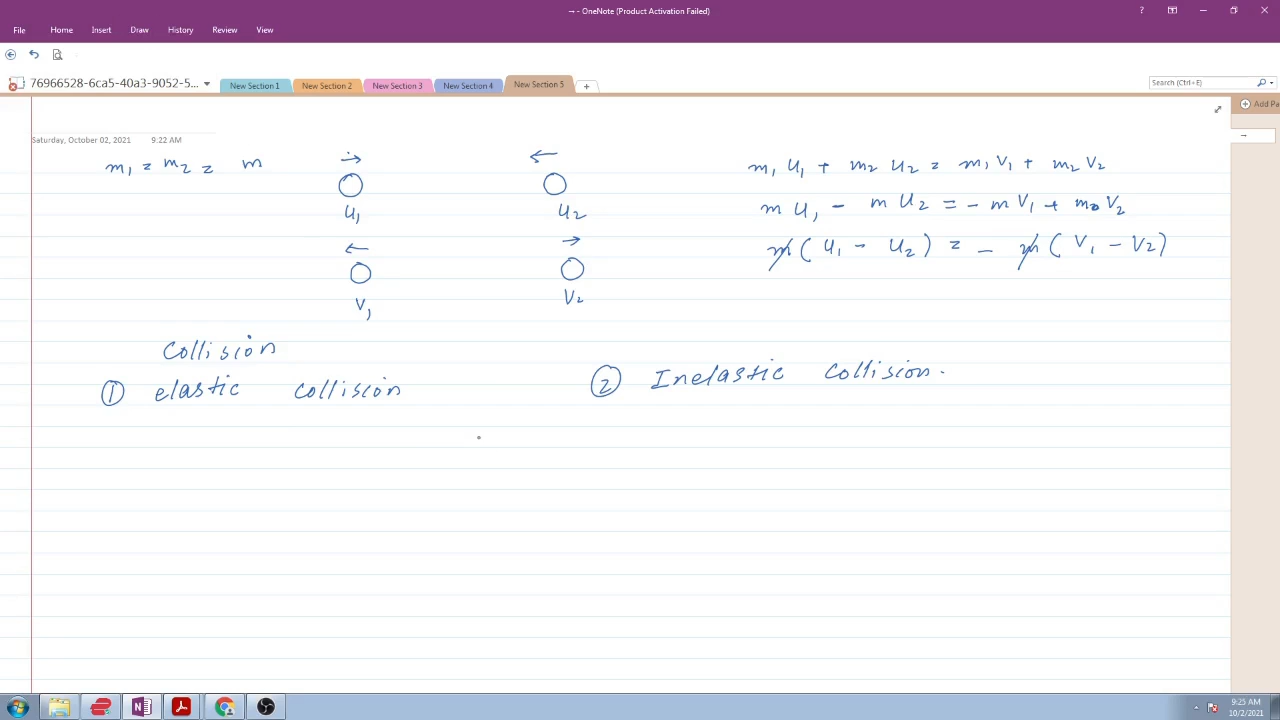 → - OneNote (Product Activation Failed)
File Home Insert Draw History Review View
76966528-6ca5-40a3-9052-5... New Section 1 New Section 2 New Section 3 New Section 4 New Section 5 +
Search (Ctrl+E)
Add Pa
→
Saturday, October 02, 2021 9:22 AM
m₁ = m₂ = m
→ ←
U₁ U₂
← →
V₁ V₂
m₁ U₁ + m₂ U₂ = m₁ V₁ + m₂ V₂
m U₁ - m U₂ = - m V₁ + m V₂
m ( U₁ - U₂ ) = - m ( V₁ - V₂ )
Collision
① elastic collision
② Inelastic collision.
9:25 AM
10/2/2021